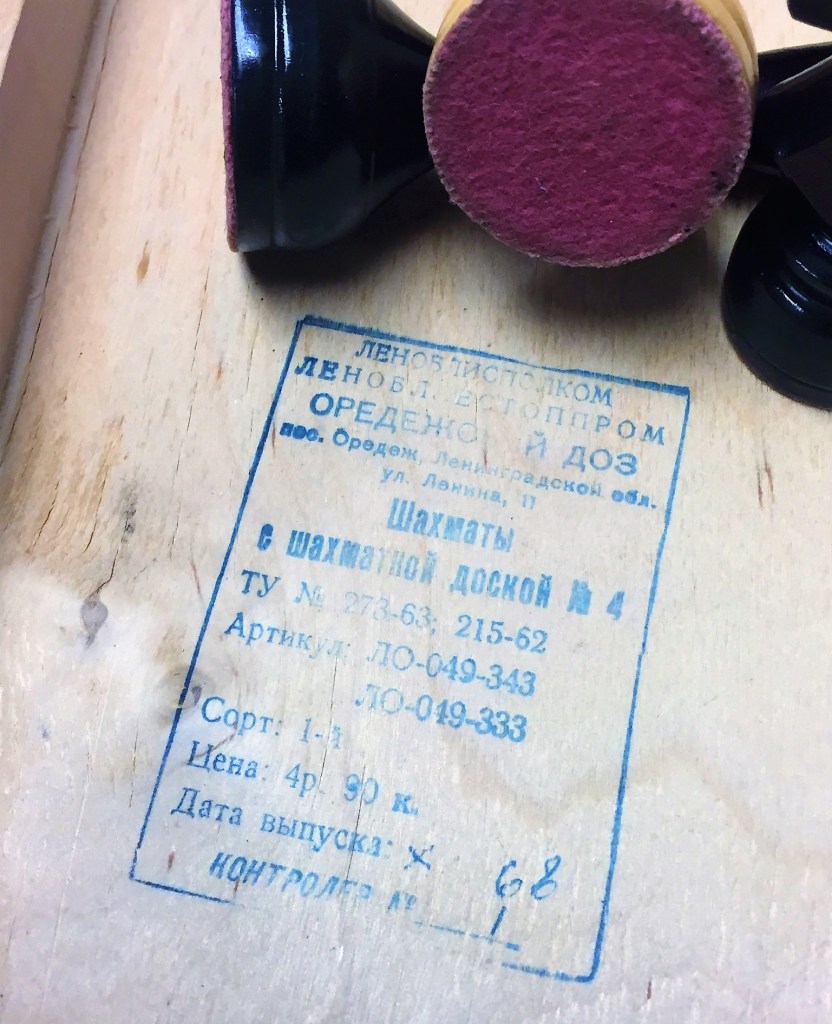 ЛЕНОБЛИСПОЛКОМ
ЛЕНОБЛ. ЕСТОППРОМ
ОРЕДЕЖСКИЙ ДОЗ
пос. Оредеж, Ленинградской обл.
ул. Ленина, 11
Шахматы
с шахматной доской № 4
ТУ № 273-63; 215-62
Артикул: ЛО-049-343
ЛО-049-333
Сорт: 1-й
Цена: 4р. 90 к.
Дата выпуска: X 68
КОНТРОЛЕР № 1